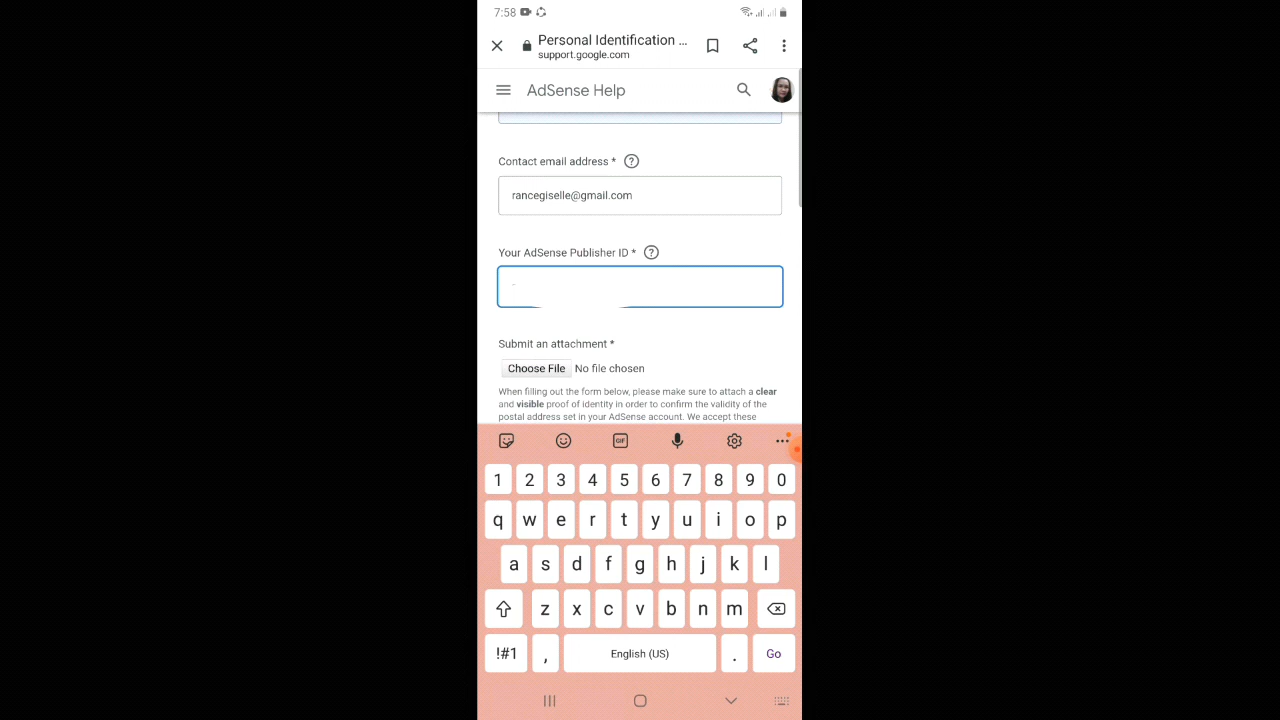 7:58
Personal Identification ...
support.google.com
AdSense Help
Contact email address * ?
rancegiselle@gmail.com
Your AdSense Publisher ID * ?
Submit an attachment *
Choose File No file chosen
When filling out the form below, please make sure to attach a clear
and visible proof of identity in order to confirm the validity of the
postal address set in your AdSense account. We accept these
GIF
1 2 3 4 5 6 7 8 9 0
q w e r t y u i o p
a s d f g h j k l
z x c v b n m
!#1 , English (US) . Go